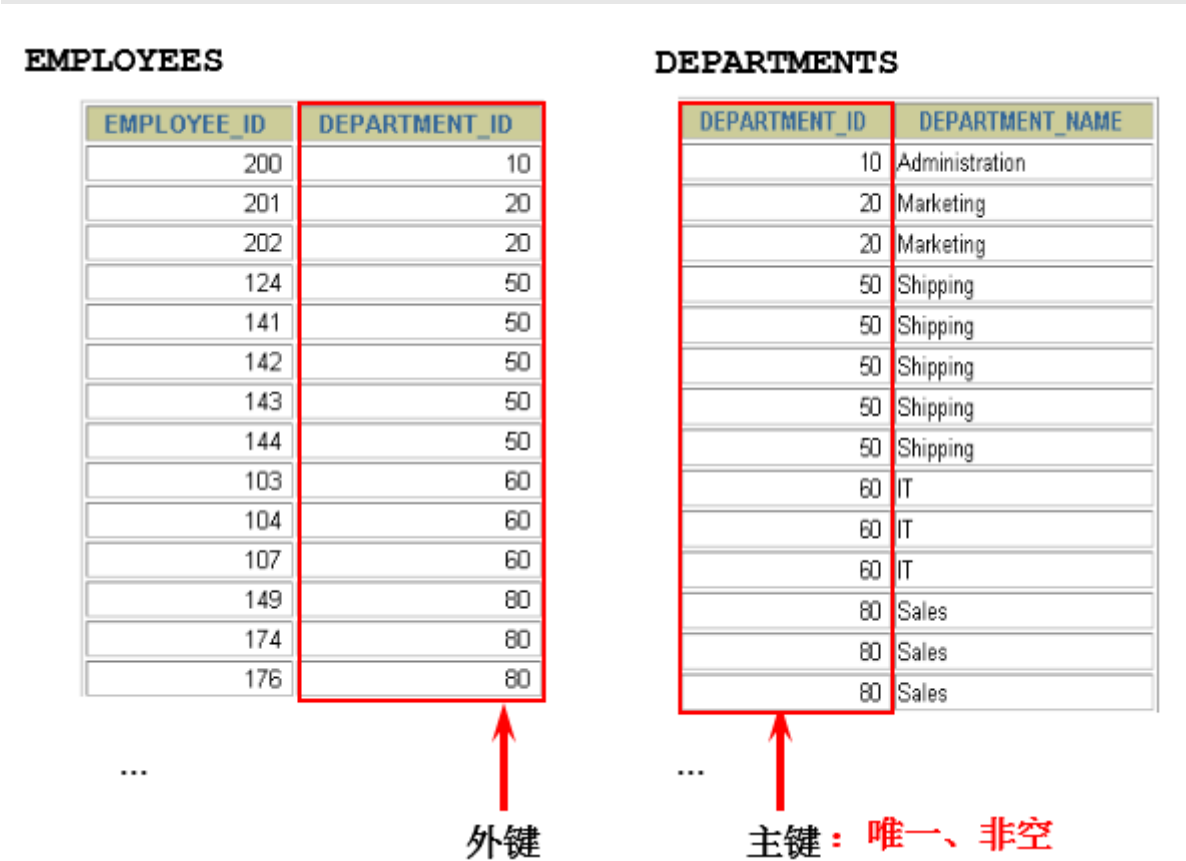 EMPLOYEES
EMPLOYEE_ID DEPARTMENT_ID
200 10
201 20
202 20
124 50
141 50
142 50
143 50
144 50
103 60
104 60
107 60
149 80
174 80
176 80
...
外键
DEPARTMENTS
DEPARTMENT_ID DEPARTMENT_NAME
10 Administration
20 Marketing
20 Marketing
50 Shipping
50 Shipping
50 Shipping
50 Shipping
50 Shipping
60 IT
60 IT
60 IT
80 Sales
80 Sales
80 Sales
...
主键：唯一、非空